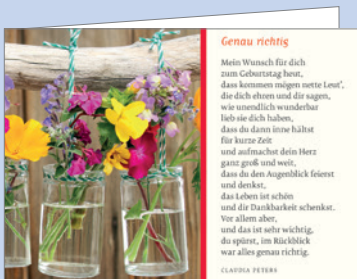 Genau richtig
Mein Wunsch für dich
zum Geburtstag heut,
dass kommen mögen nette Leut',
die dich ehren und dir sagen,
wie unendlich wunderbar
lieb sie dich haben,
dass du dann inne hältst
für kurze Zeit
und aufmachst dein Herz
ganz groß und weit,
dass du den Augenblick feierst
und denkst,
das Leben ist schön
und dir Dankbarkeit schenkst.
Vor allem aber,
und das ist sehr wichtig,
du spürst, im Rückblick
war alles genau richtig.
CLAUDIA PETERS